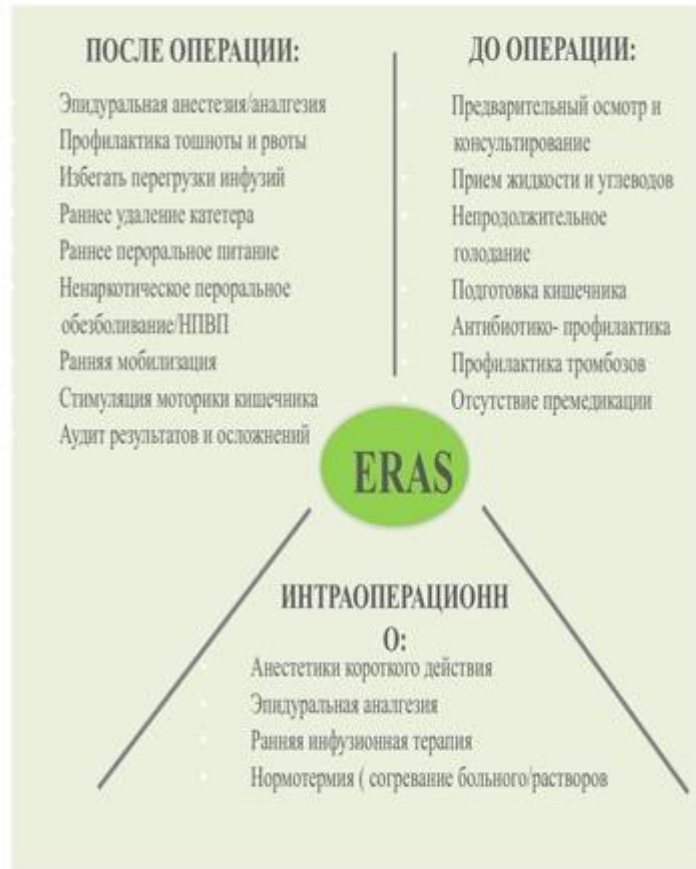 ПОСЛЕ ОПЕРАЦИИ:
Эпидуральная анестезия/аналгезия
Профилактика тошноты и рвоты
Избегать перегрузки инфузий
Раннее удаление катетера
Раннее пероральное питание
Ненаркотическое пероральное
обезболивание/НПВП
Ранняя мобилизация
Стимуляция моторики кишечника
Аудит результатов и осложнений
ДО ОПЕРАЦИИ:
Предварительный осмотр и
консультирование
Прием жидкости и углеводов
Непродолжительное
голодание
Подготовка кишечника
Антибиотико- профилактика
Профилактика тромбозов
Отсутствие премедикации
ERAS
ИНТРАОПЕРАЦИОНН
О:
Анестетики короткого действия
Эпидуральная аналгезия
Ранняя инфузионная терапия
Нормотермия ( согревание больного/растворов